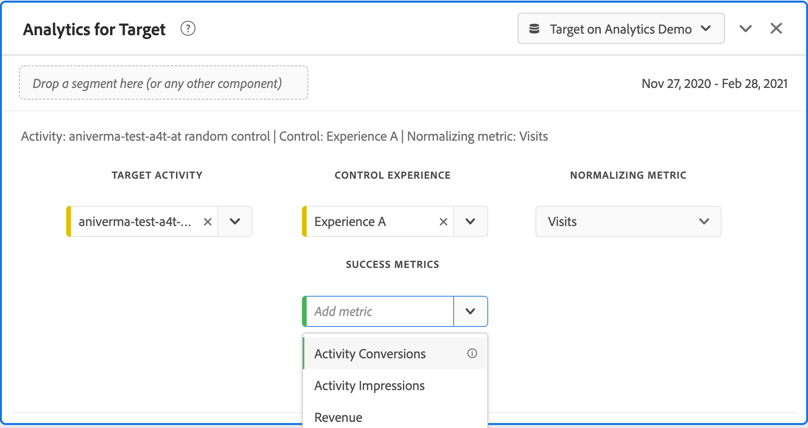 Analytics for Target
Target on Analytics Demo
Drop a segment here (or any other component)
Nov 27, 2020 - Feb 28, 2021
Activity: aniverma-test-a4t-at random control | Control: Experience A | Normalizing metric: Visits
TARGET ACTIVITY
CONTROL EXPERIENCE
NORMALIZING METRIC
aniverma-test-a4t-...
Experience A
Visits
SUCCESS METRICS
Add metric
Activity Conversions
Activity Impressions
Revenue